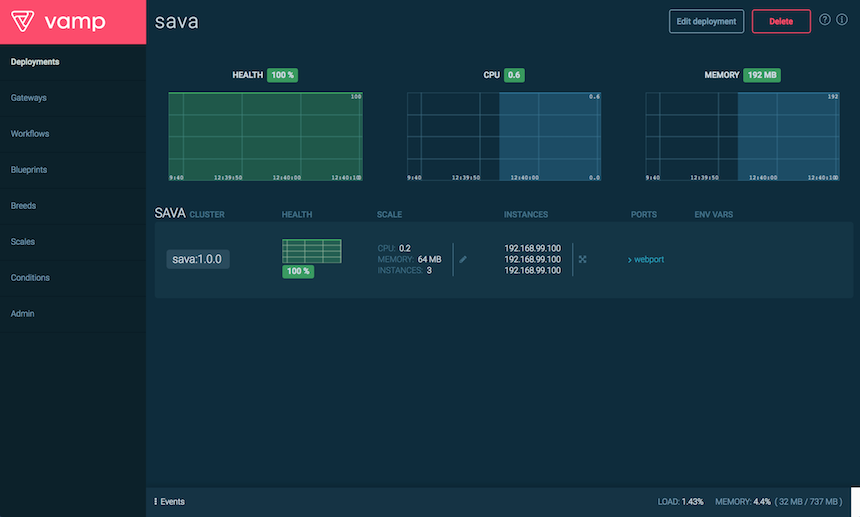 vamp
sava
Edit deployment
Delete
Deployments
Gateways
Workflows
Blueprints
Breeds
Scales
Conditions
Admin
HEALTH 100 %
CPU 0.6
MEMORY 192 MB
100
9:40 12:39:50 12:40:00 12:40:10
0.6
9:40 12:39:50 12:40:00 0.0
192
9:40 12:39:50 12:40:00 12:40:10
SAVA CLUSTER HEALTH SCALE INSTANCES PORTS ENV VARS
sava:1.0.0
100 %
CPU: 0.2
MEMORY: 64 MB
INSTANCES: 3
192.168.99.100
192.168.99.100
192.168.99.100
webport
Events
LOAD: 1.43% MEMORY: 4.4% ( 32 MB / 737 MB )